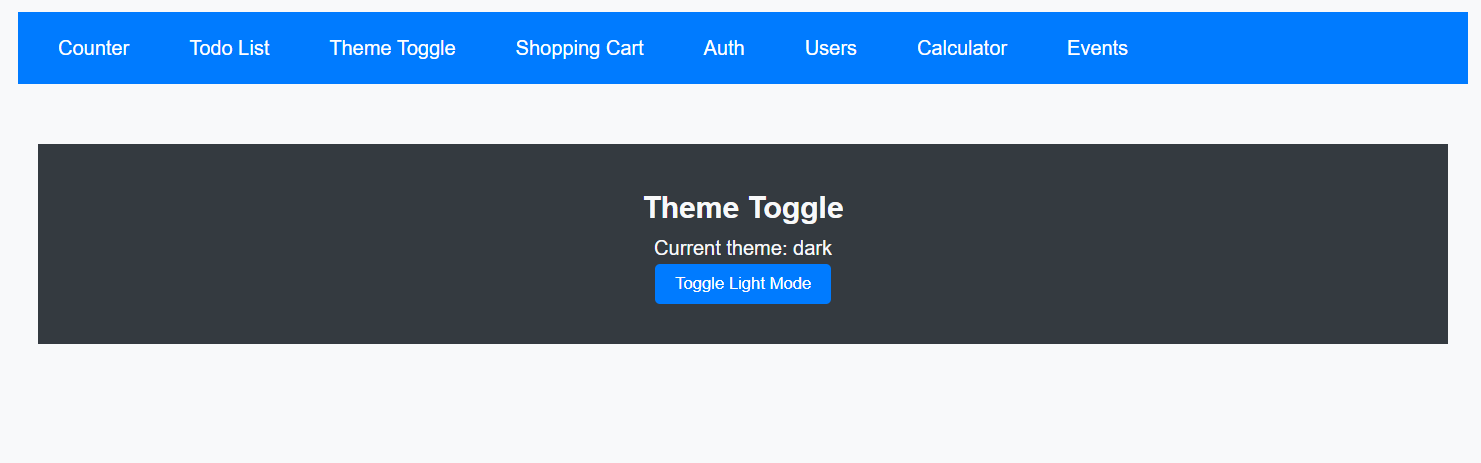 Counter Todo List Theme Toggle Shopping Cart Auth Users Calculator Events
Theme Toggle
Current theme: dark
Toggle Light Mode